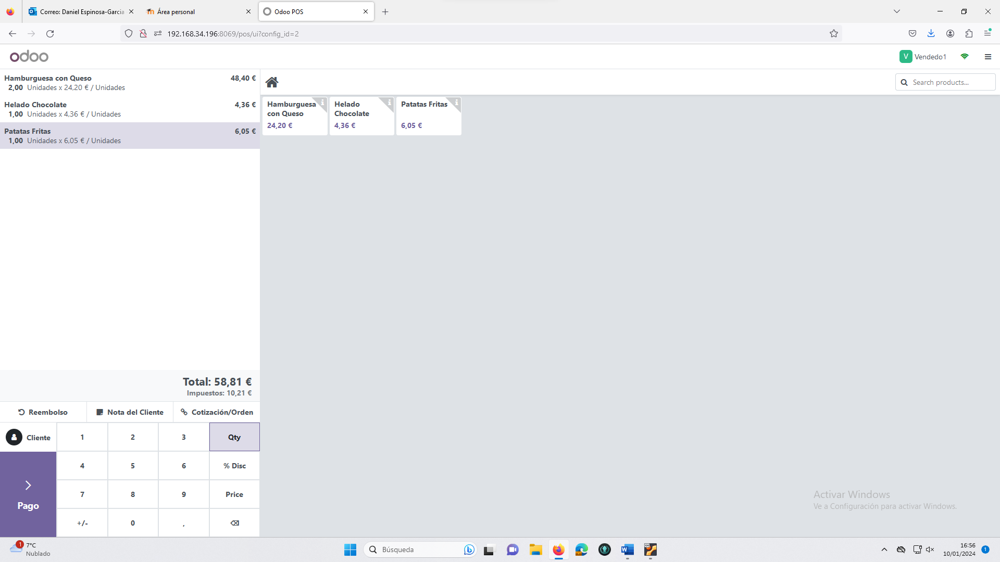 Correo: Daniel Espinosa-Garcia
Área personal
Odoo POS
192.168.34.196:8069/pos/ui?config_id=2
odoo
V Vendedo1
Hamburguesa con Queso 48,40 €
2,00 Unidades x 24,20 € / Unidades
Helado Chocolate 4,36 €
1,00 Unidades x 4,36 € / Unidades
Patatas Fritas 6,05 €
1,00 Unidades x 6,05 € / Unidades
Search products...
Hamburguesa
con Queso
24,20 €
Helado
Chocolate
4,36 €
Patatas Fritas
6,05 €
Total: 58,81 €
Impuestos: 10,21 €
Reembolso
Nota del Cliente
Cotización/Orden
Cliente
1 2 3 Qty
4 5 6 % Disc
7 8 9 Price
+/- 0 ,
Pago
Activar Windows
Ve a Configuración para activar Windows.
1
7°C
Nublado
Búsqueda
16:56
10/01/2024
1